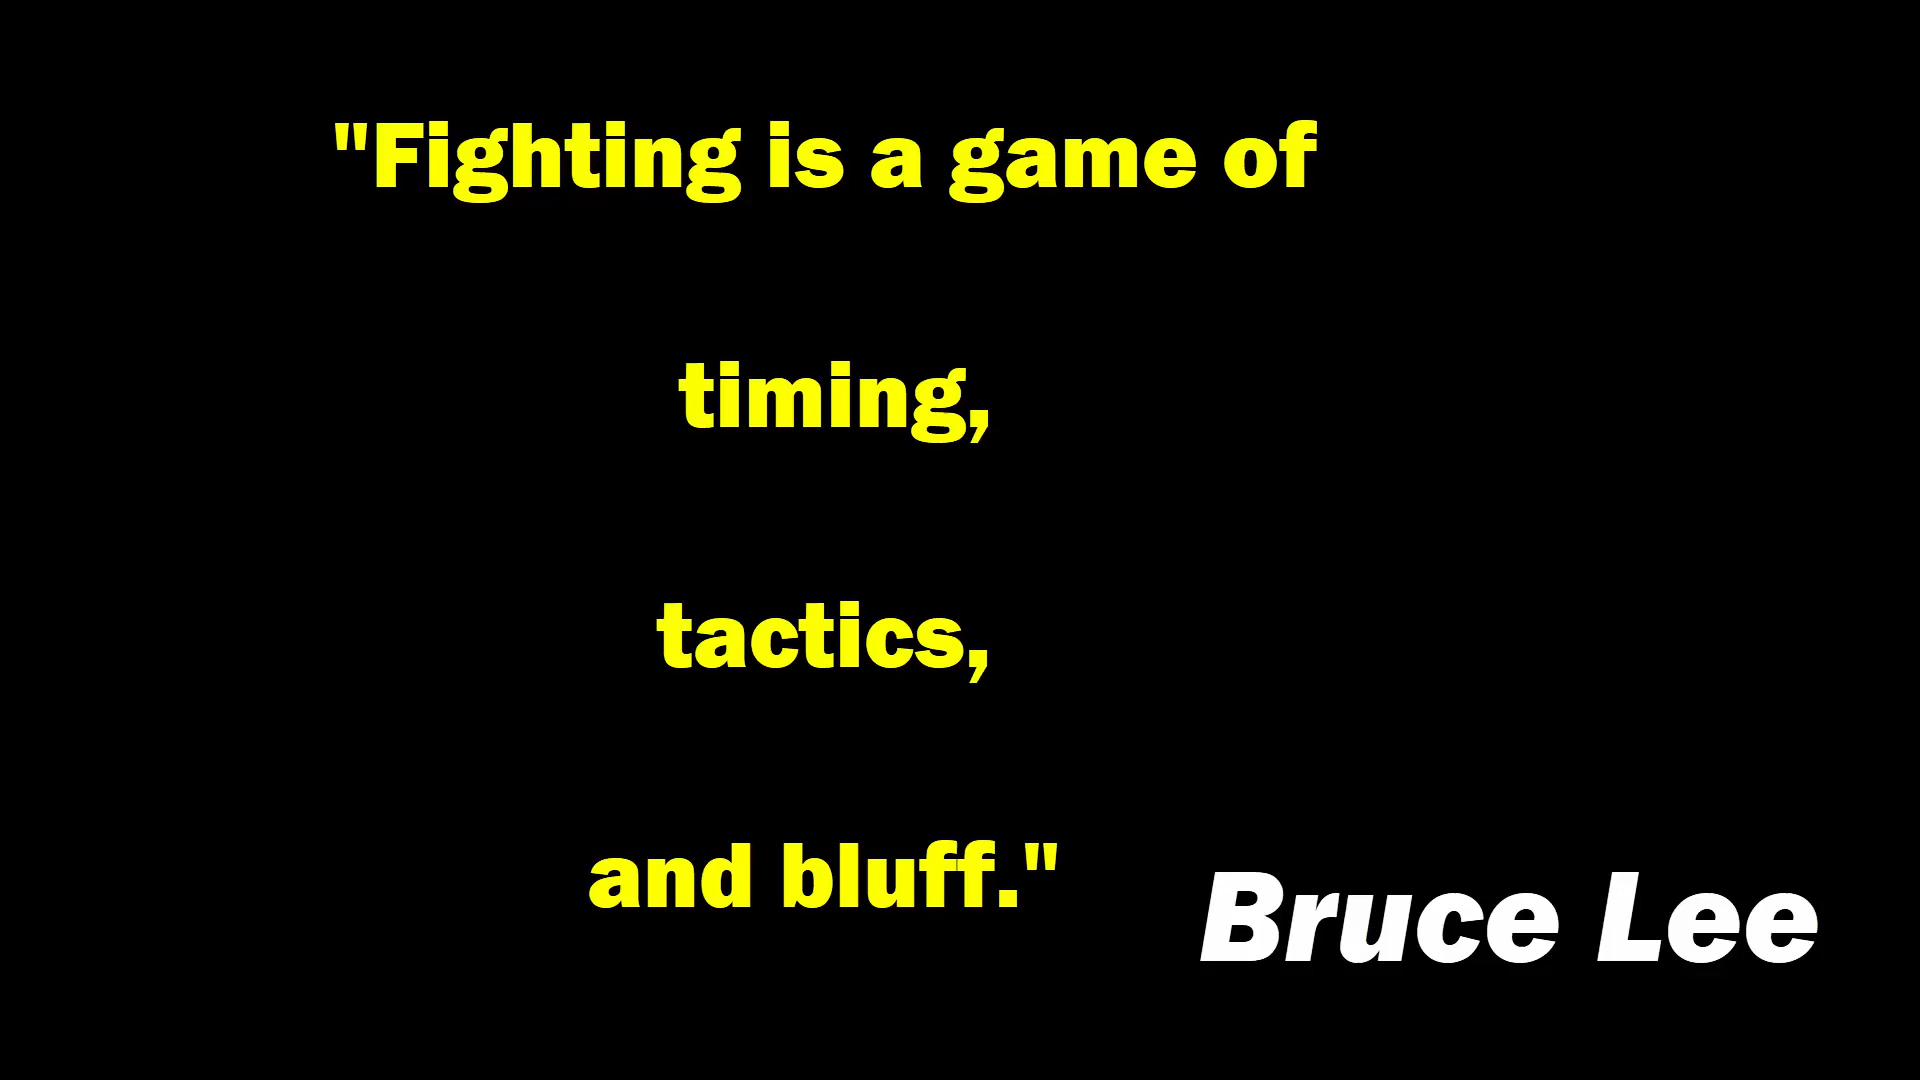 "Fighting is a game of
timing,
tactics,
and bluff."
Bruce Lee